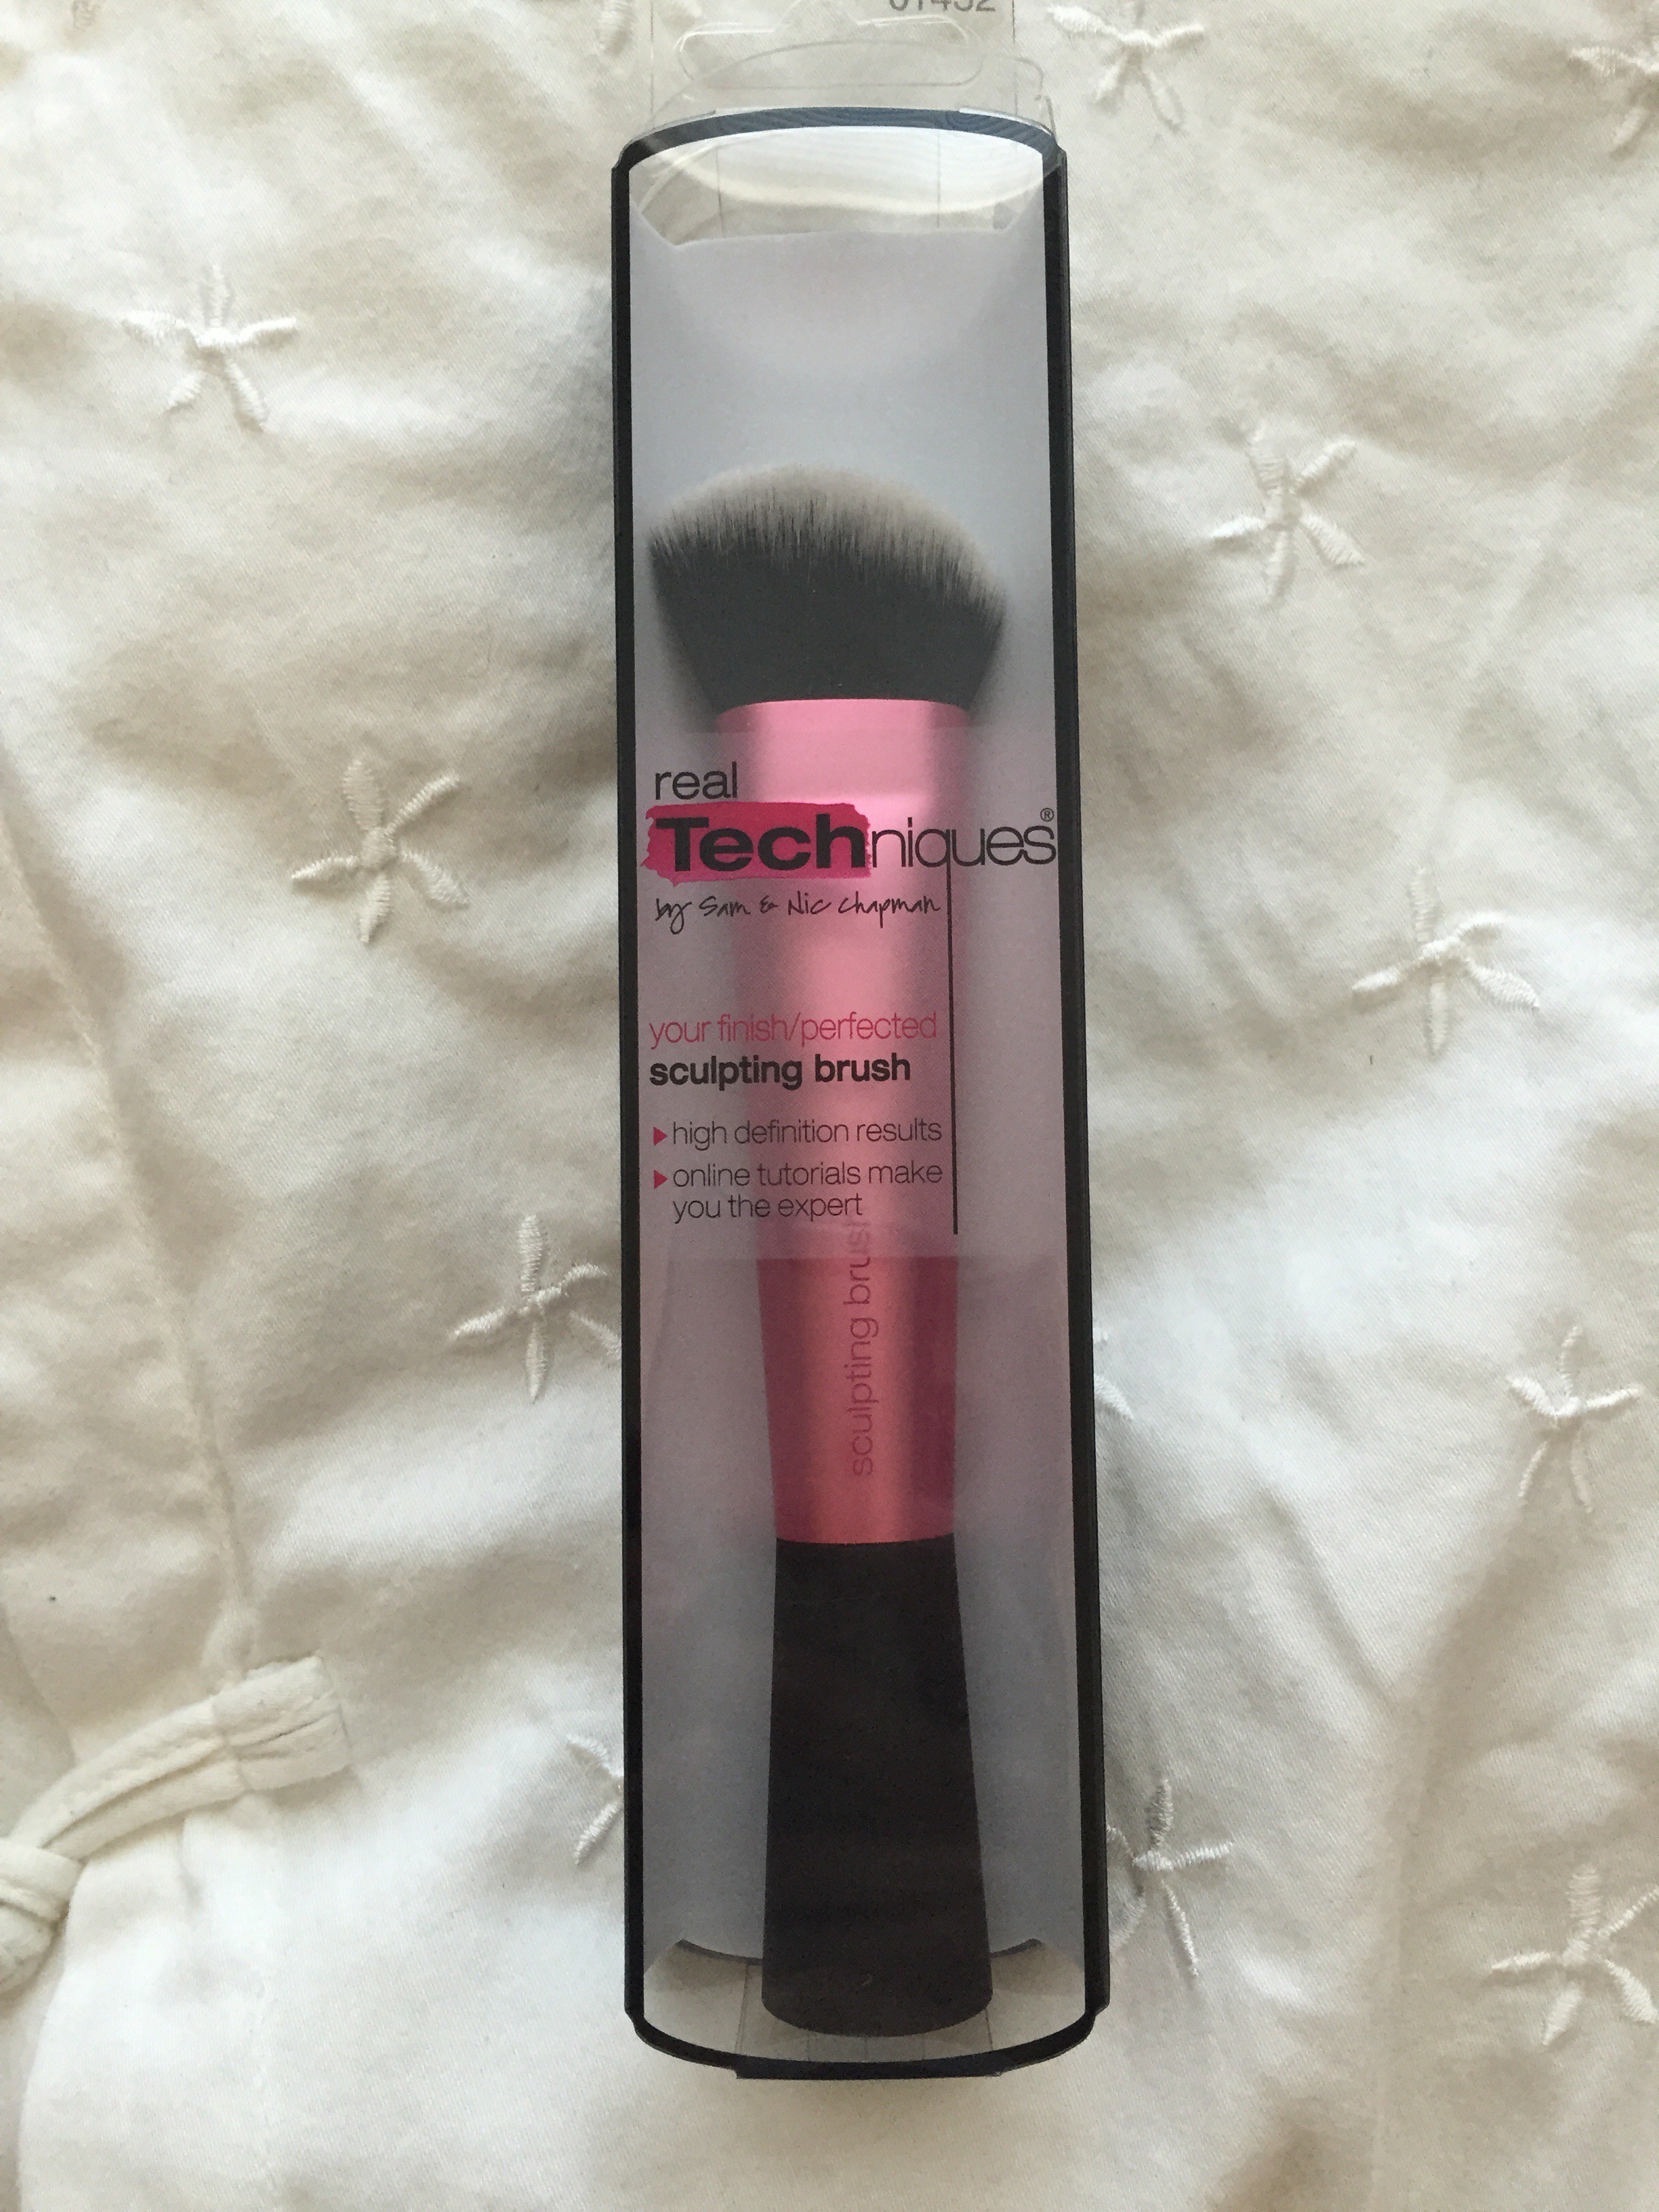 01452
real
Techniques®
by Sam & Nic Chapman
your finish/perfected
sculpting brush
▸ high definition results
▸ online tutorials make
you the expert
sculpting brush